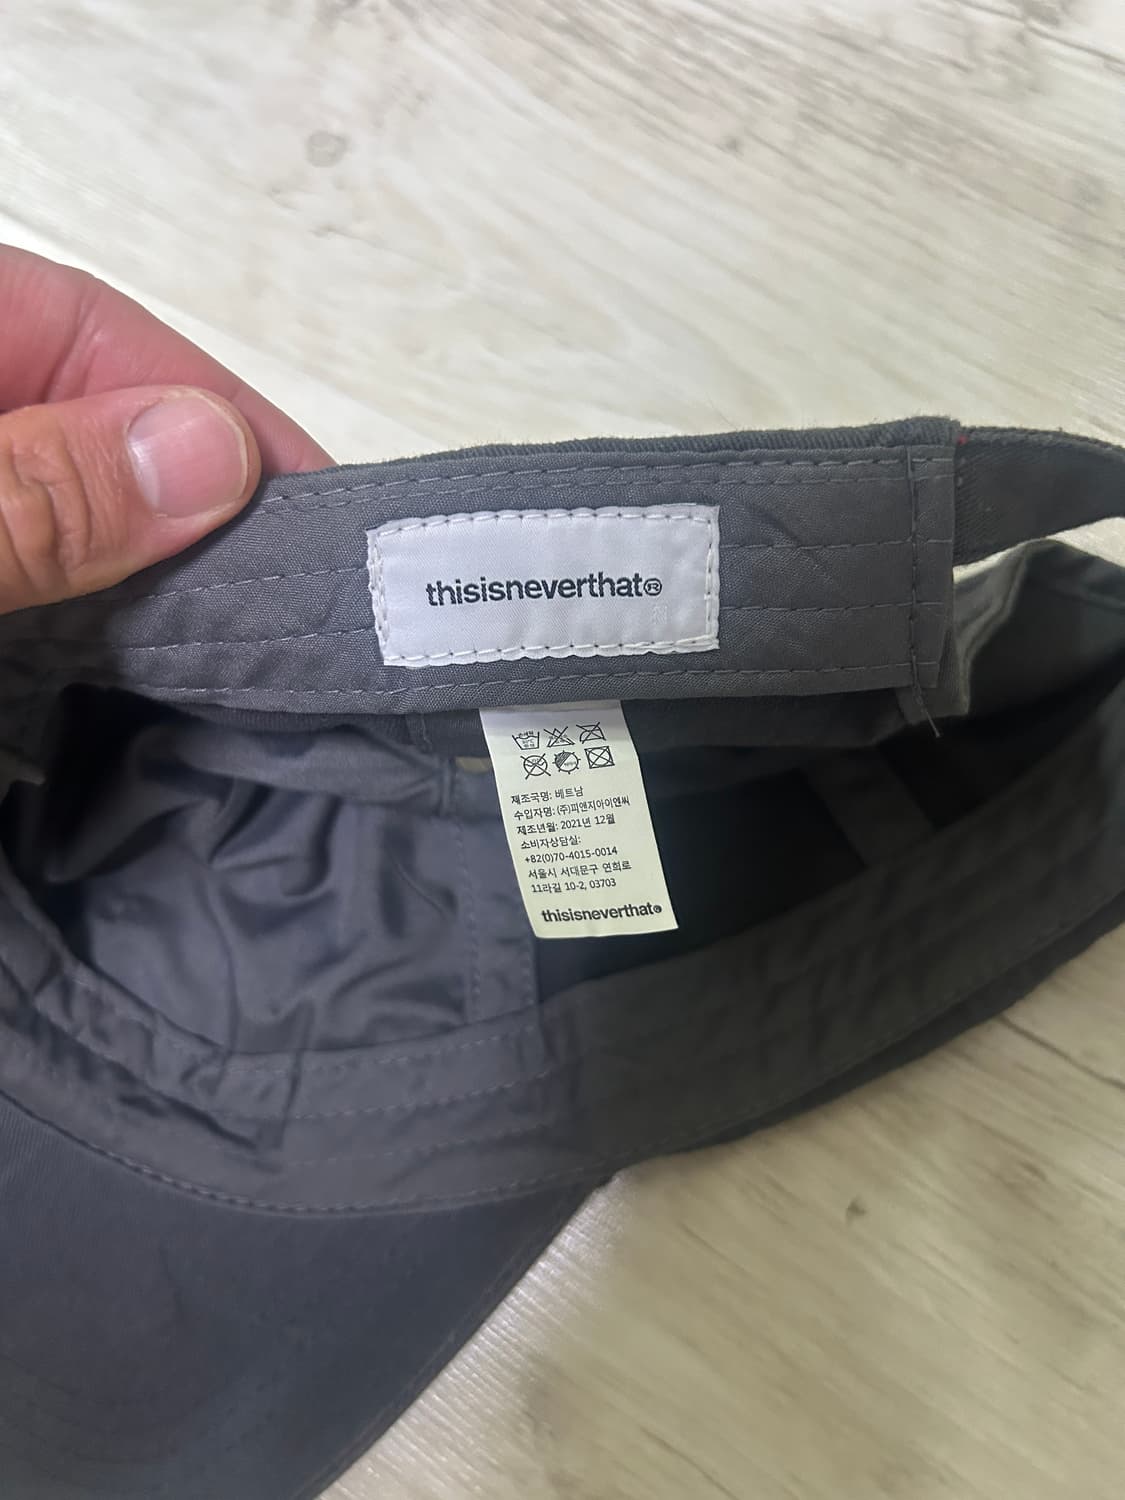 thisisneverthat®
제조국명: 베트남
수입자명: (주)피앤지아이엔씨
제조년월: 2021년 12월
소비자상담실:
+82(0)70-4015-0014
서울시 서대문구 연희로
11라길 10-2, 03703
thisisneverthat®